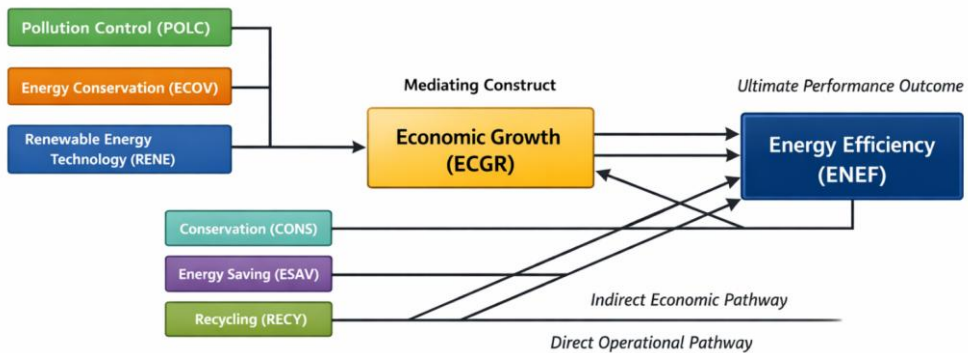 Pollution Control (POLC)
Energy Conservation (ECOV)
Renewable Energy
Technology (RENE)
Mediating Construct
Economic Growth
(ECGR)
Ultimate Performance Outcome
Energy Efficiency
(ENEF)
Conservation (CONS)
Energy Saving (ESAV)
Recycling (RECY)
Indirect Economic Pathway
Direct Operational Pathway